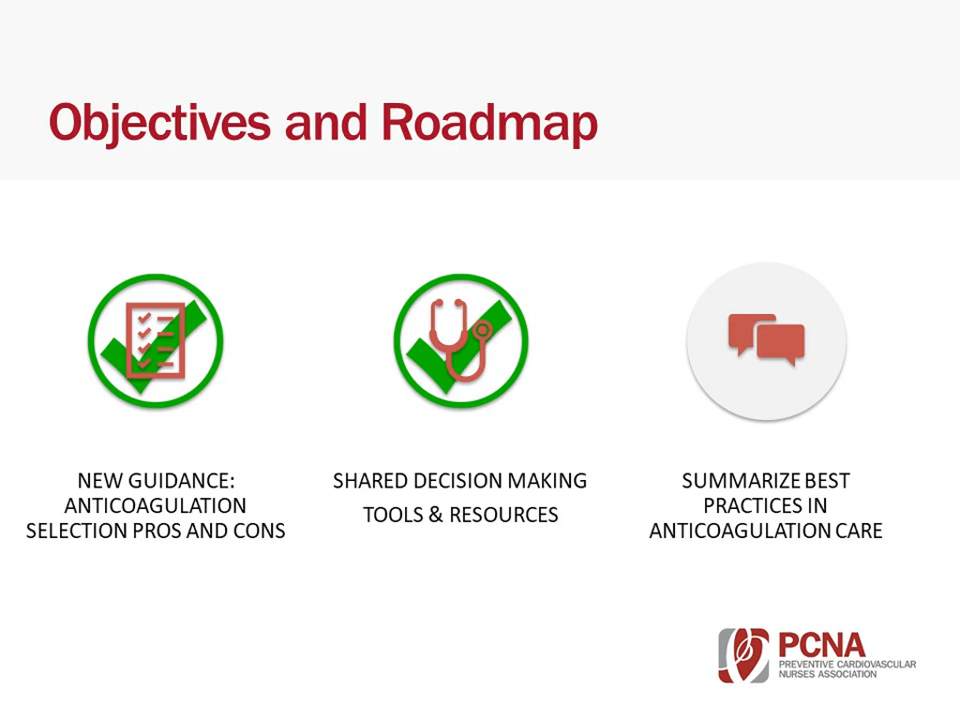 Objectives and Roadmap
NEW GUIDANCE:
ANTICOAGULATION
SELECTION PROS AND CONS
SHARED DECISION MAKING
TOOLS & RESOURCES
SUMMARIZE BEST
PRACTICES IN
ANTICOAGULATION CARE
PCNA
PREVENTIVE CARDIOVASCULAR
NURSES ASSOCIATION